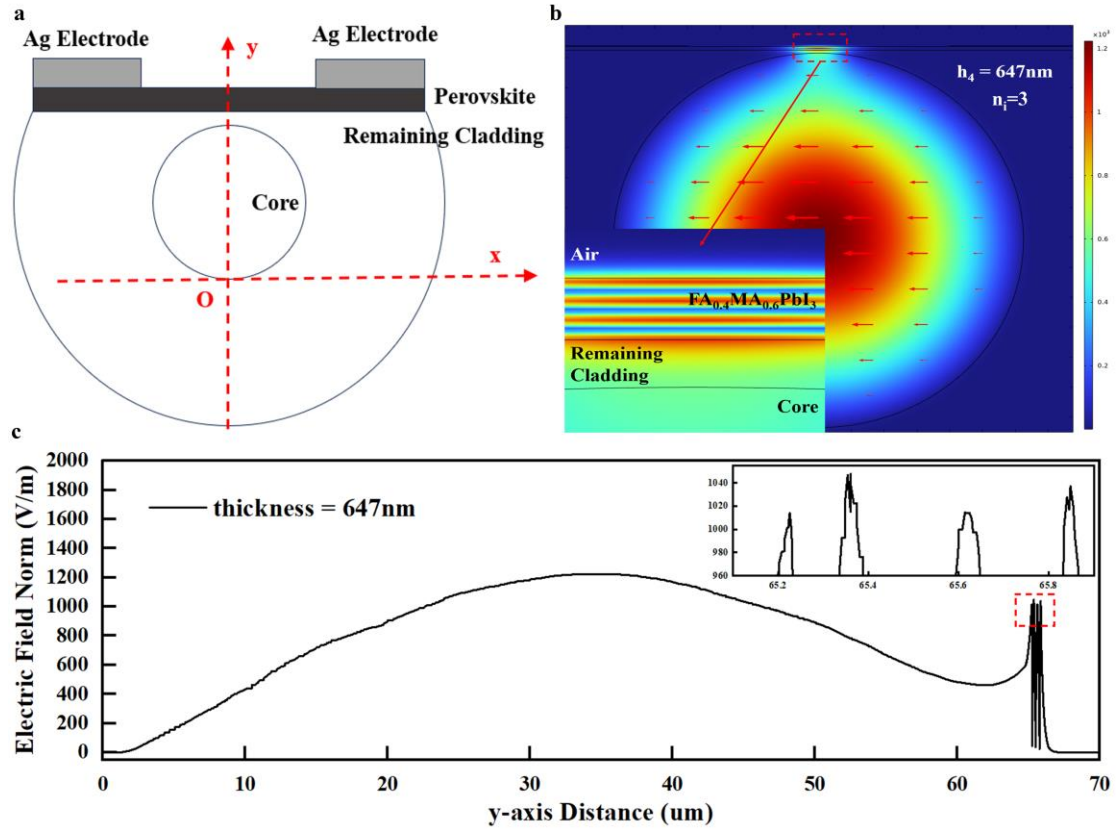 a
Ag Electrode
Ag Electrode
y
Perovskite
Remaining Cladding
Core
x
O
b
h₄ = 647nm
nᵢ=3
Air
FA₀.₄MA₀.₆PbI₃
Remaining
Cladding
Core
×10³
1.2
1
0.8
0.6
0.4
0.2
c
Electric Field Norm (V/m)
2000
1800
1600
1400
1200
1000
800
600
400
200
0
thickness = 647nm
1040
1020
1000
980
960
65.2 65.4 65.6 65.8
0 10 20 30 40 50 60 70
y-axis Distance (um)